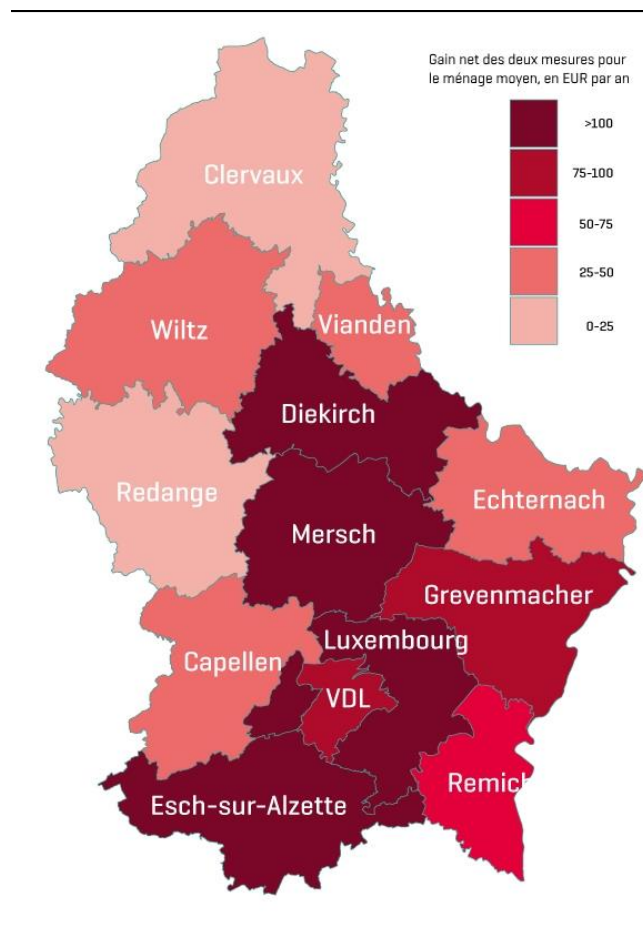 Gain net des deux mesures pour
le ménage moyen, en EUR par an
>100
75-100
50-75
25-50
0-25
Clervaux
Wiltz
Vianden
Diekirch
Redange
Echternach
Mersch
Grevenmacher
Luxembourg
Capellen
VDL
Remich
Esch-sur-Alzette